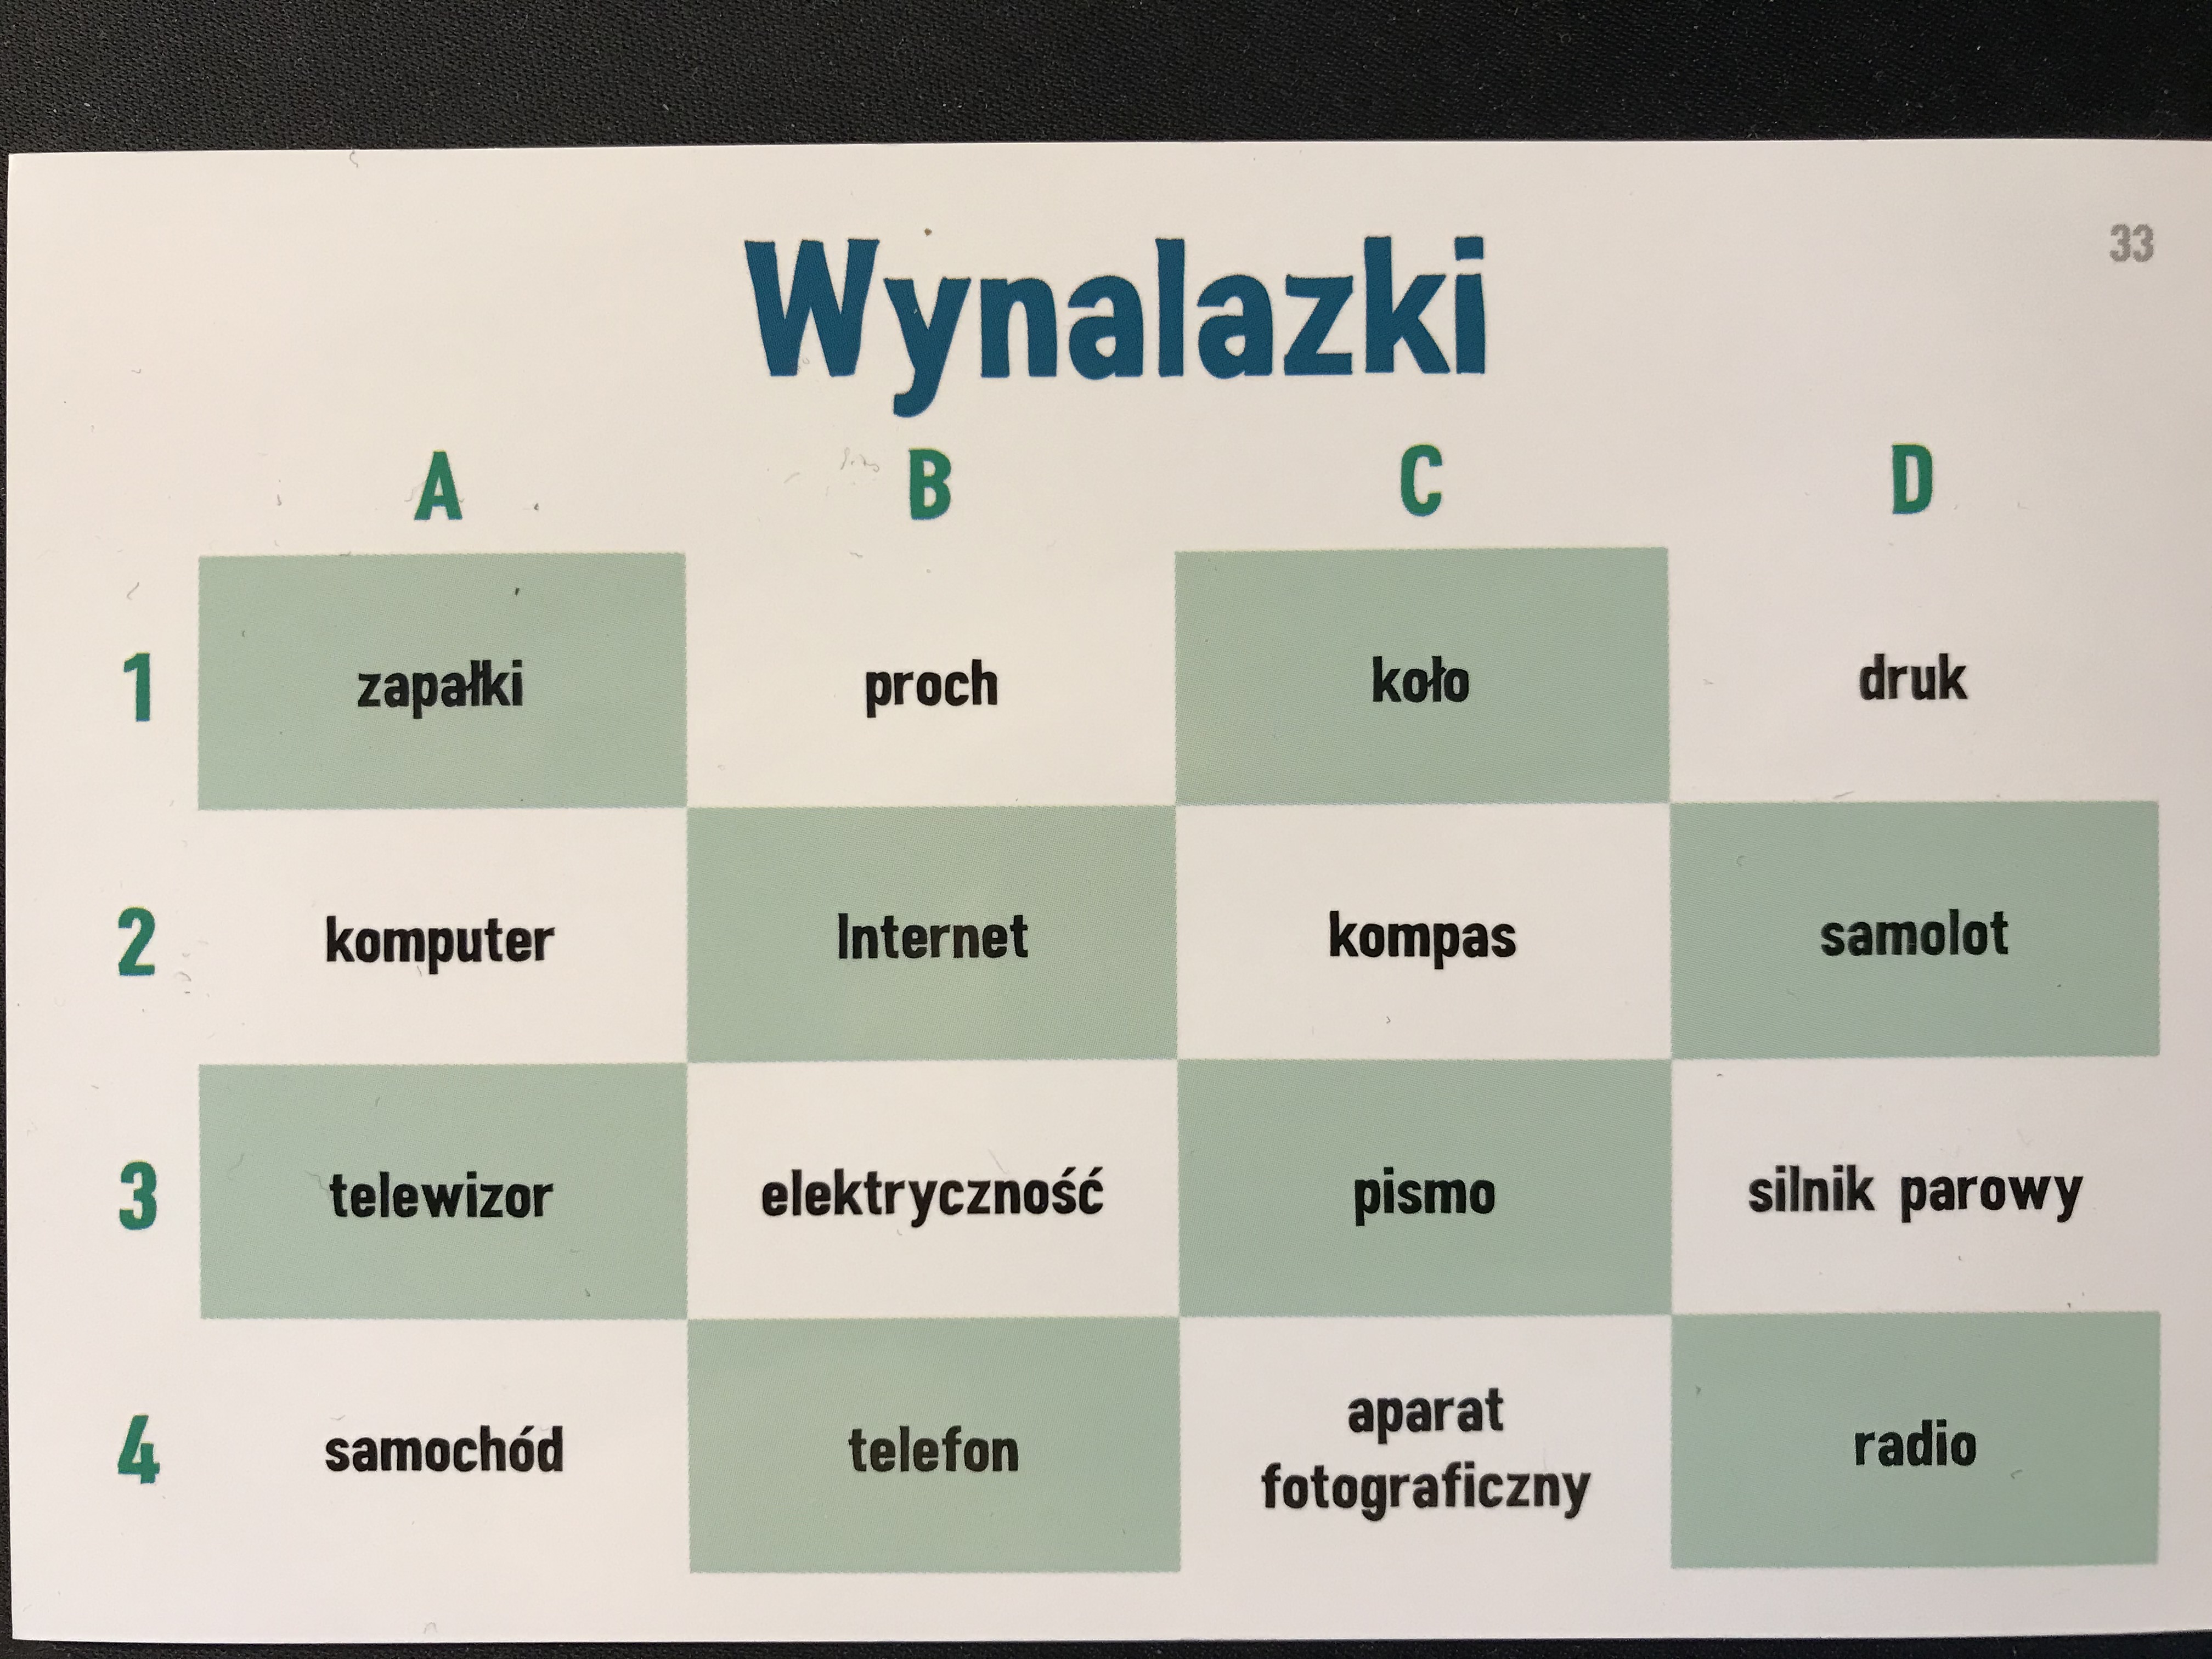 33
Wynalazki
A B C D
1 zapałki proch koło druk
2 komputer Internet kompas samolot
3 telewizor elektryczność pismo silnik parowy
4 samochód telefon aparat fotograficzny radio